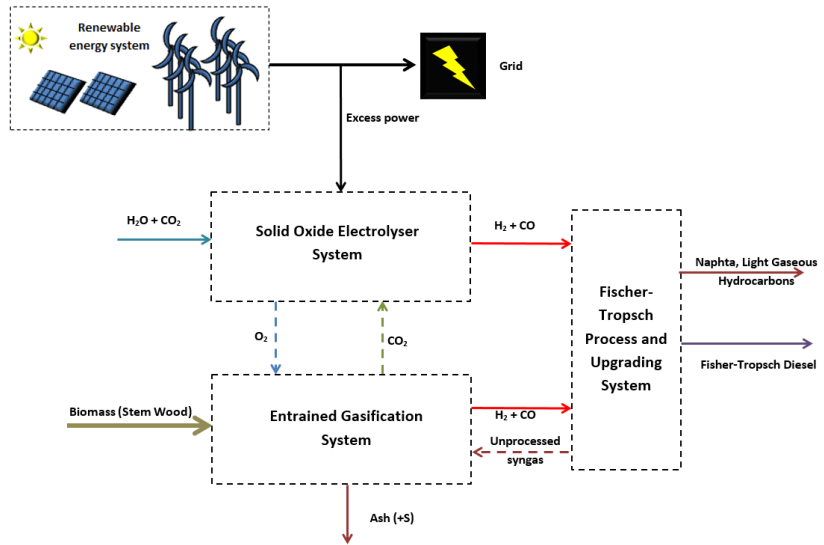 Renewable
energy system
Grid
Excess power
H₂O + CO₂
Solid Oxide Electrolyser
System
H₂ + CO
Naphta, Light Gaseous
Hydrocarbons
Fischer-
Tropsch
Process and
Upgrading
System
O₂
CO₂
Fisher-Tropsch Diesel
Biomass (Stem Wood)
Entrained Gasification
System
H₂ + CO
Unprocessed
syngas
Ash (+S)